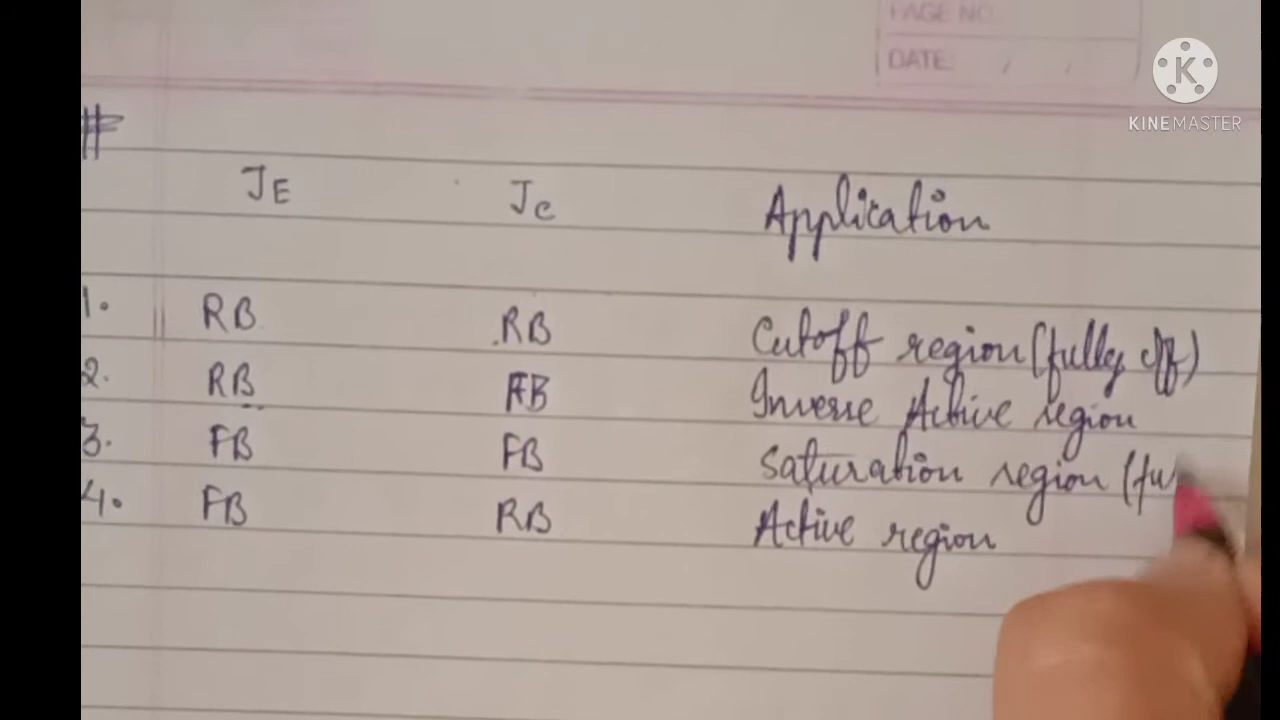 PAGE NO.
DATE: / /
K
KINEMASTER
#
JE JC Application
1. RB RB Cutoff region (fully off)
2. RB FB Inverse Active region
3. FB FB Saturation region (fu
4. FB RB Active region